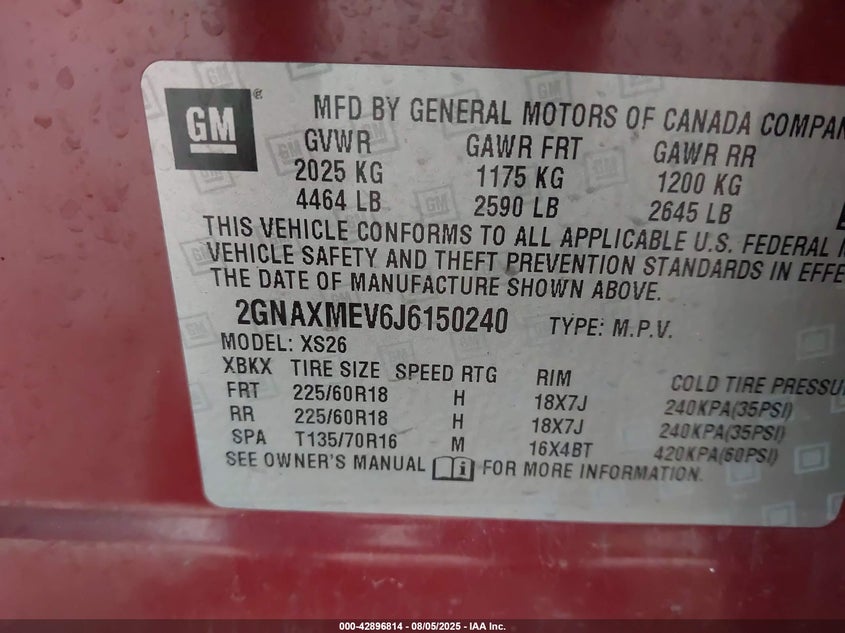 GM ®
MFD BY GENERAL MOTORS OF CANADA COMPAN
GVWR GAWR FRT GAWR RR
2025 KG 1175 KG 1200 KG
4464 LB 2590 LB 2645 LB
THIS VEHICLE CONFORMS TO ALL APPLICABLE U.S. FEDERAL
VEHICLE SAFETY AND THEFT PREVENTION STANDARDS IN EFFE
THE DATE OF MANUFACTURE SHOWN ABOVE.
2GNAXMEV6J6150240 TYPE: M.P.V.
MODEL: XS26
XBKX TIRE SIZE SPEED RTG RIM COLD TIRE PRESSU
FRT 225/60R18 H 18X7J 240KPA(35PSI)
RR 225/60R18 H 18X7J 240KPA(35PSI)
SPA T135/70R16 M 16X4BT 420KPA(60PSI)
SEE OWNER'S MANUAL i FOR MORE INFORMATION.
000-42896814 - 08/05/2025 - IAA Inc.